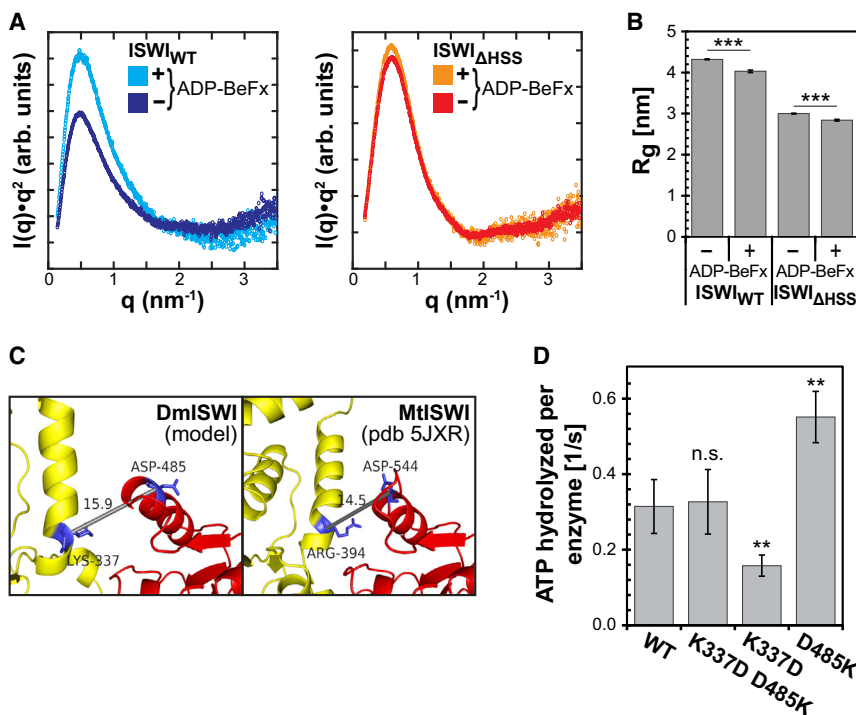 A
I(q)•q² (arb. units)
ISWI_WT
+
−
ADP-BeFx
0 1 2 3
q (nm⁻¹)
I(q)•q² (arb. units)
ISWI_ΔHSS
+
−
ADP-BeFx
0 1 2 3
q (nm⁻¹)
B
R_g [nm]
5
4
3
2
1
0
***
***
− + − +
ADP-BeFx ADP-BeFx
ISWI_WT ISWI_ΔHSS
C
DmISWI
(model)
ASP-485
15.9
LYS-337
MtISWI
(pdb 5JXR)
ASP-544
14.5
ARG-394
D
ATP hydrolyzed per
enzyme [1/s]
0.6
0.4
0.2
0.0
n.s.
**
**
WT
K337D D485K
K337D
D485K